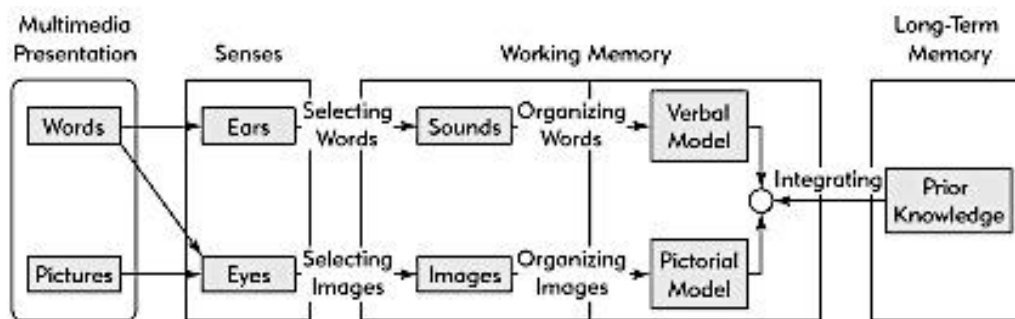 Multimedia
Presentation
Senses
Working Memory
Long-Term
Memory
Words
Ears
Selecting
Words
Sounds
Organizing
Words
Verbal
Model
Integrating
Prior
Knowledge
Pictures
Eyes
Selecting
Images
Images
Organizing
Images
Pictorial
Model